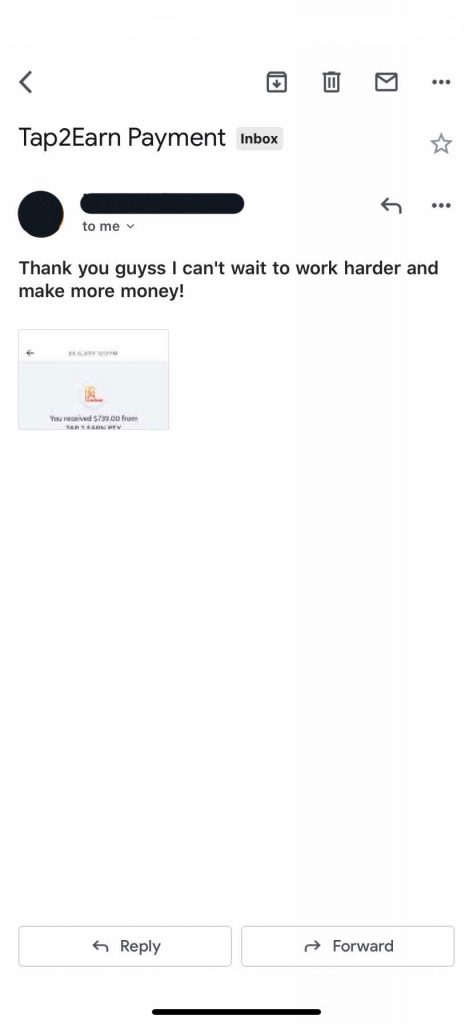 Tap2Earn Payment Inbox
to me
Thank you guyss I can't wait to work harder and
make more money!
You received $739.00 from
TAP 2 EARN PTY
Reply
Forward